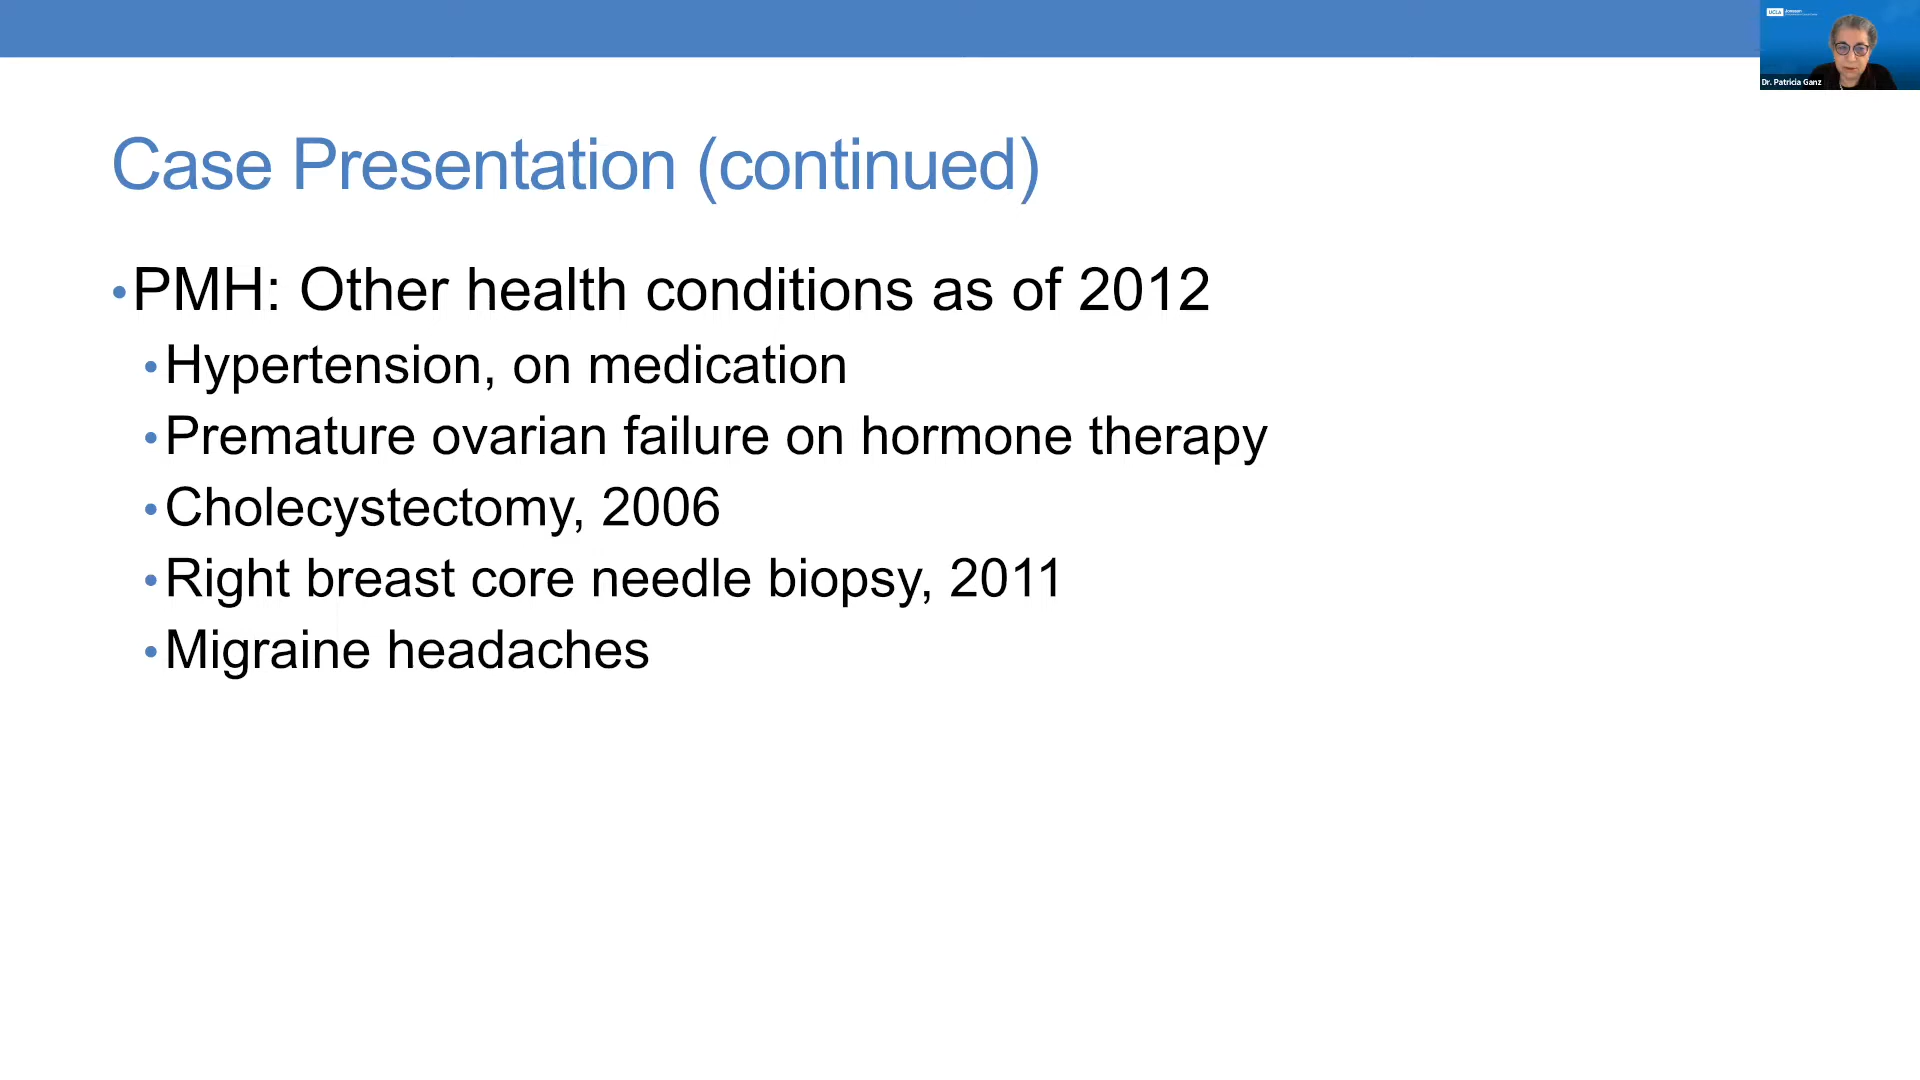 UCLA
Dr. Patricia Ganz
Case Presentation (continued)
•PMH: Other health conditions as of 2012
•Hypertension, on medication
•Premature ovarian failure on hormone therapy
•Cholecystectomy, 2006
•Right breast core needle biopsy, 2011
•Migraine headaches